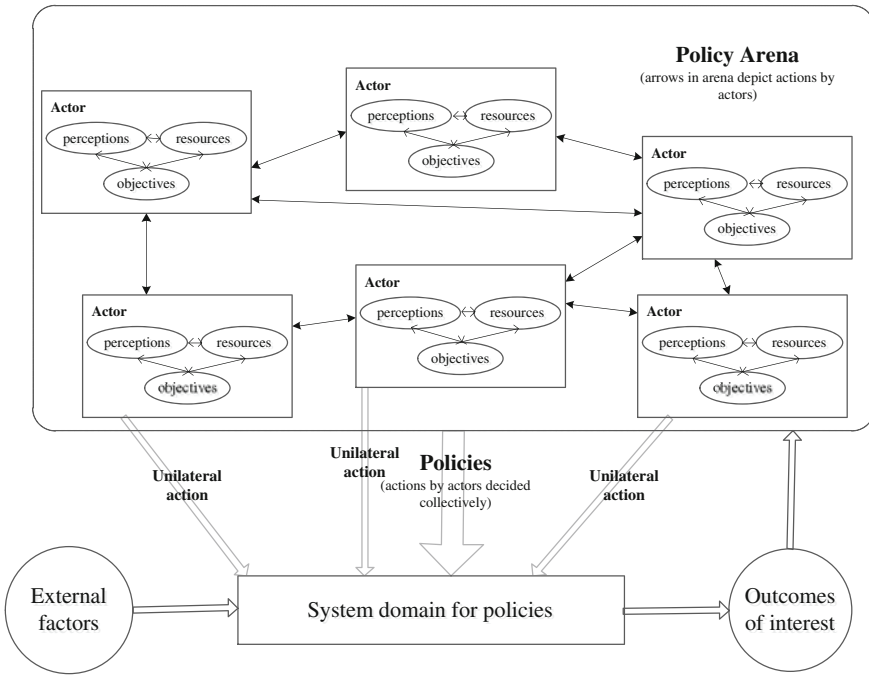 Policy Arena
(arrows in arena depict actions by
actors)
Actor
perceptions
resources
objectives
Actor
perceptions
resources
objectives
Actor
perceptions
resources
objectives
Actor
perceptions
resources
objectives
Actor
perceptions
resources
objectives
Actor
perceptions
resources
objectives
Unilateral
action
Unilateral
action
Policies
(actions by actors decided
collectively)
Unilateral
action
External
factors
System domain for policies
Outcomes
of interest